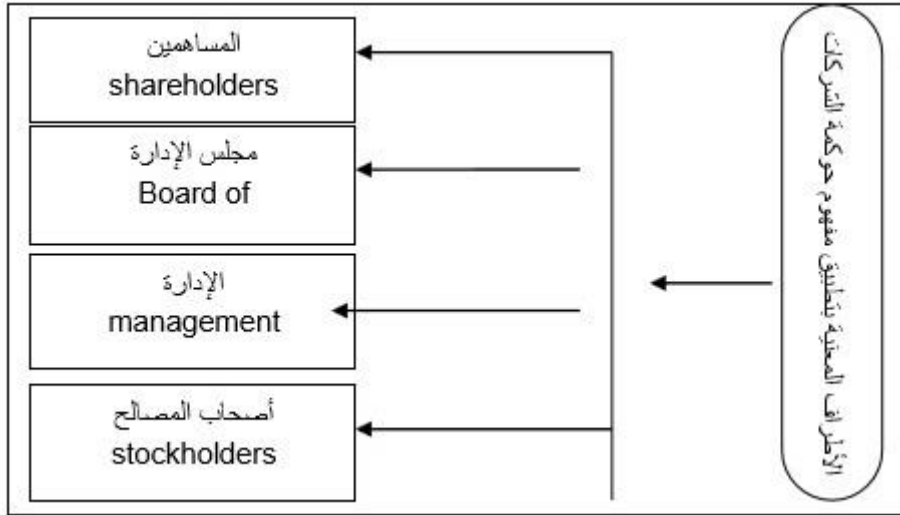 الأطراف المعنية بتطبيق مفهوم حوكمة الشركات
المساهمين
shareholders
مجلس الإدارة
Board of
الإدارة
management
أصحاب المصالح
stockholders